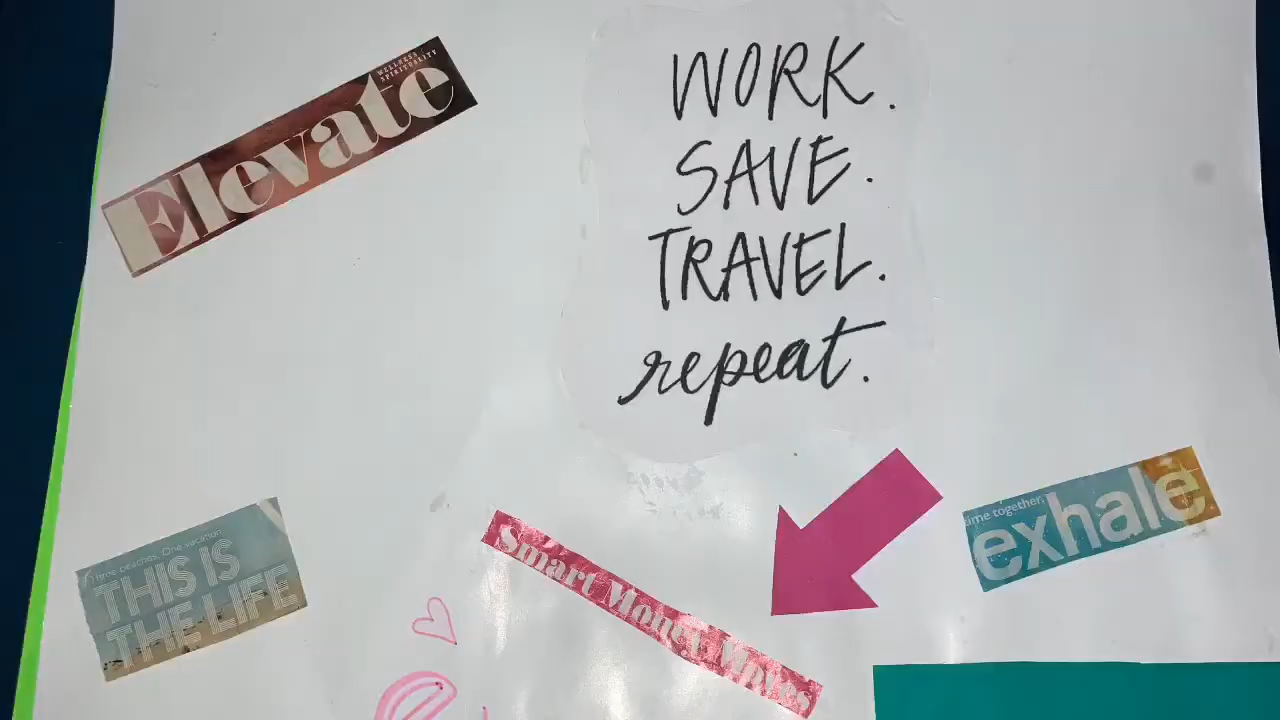 WELLNESS
SPIRITUALITY
Elevate
WORK.
SAVE.
TRAVEL.
repeat.
time together.
exhale
Three beaches. One vacation.
THIS IS
THE LIFE
Smart Money Moves